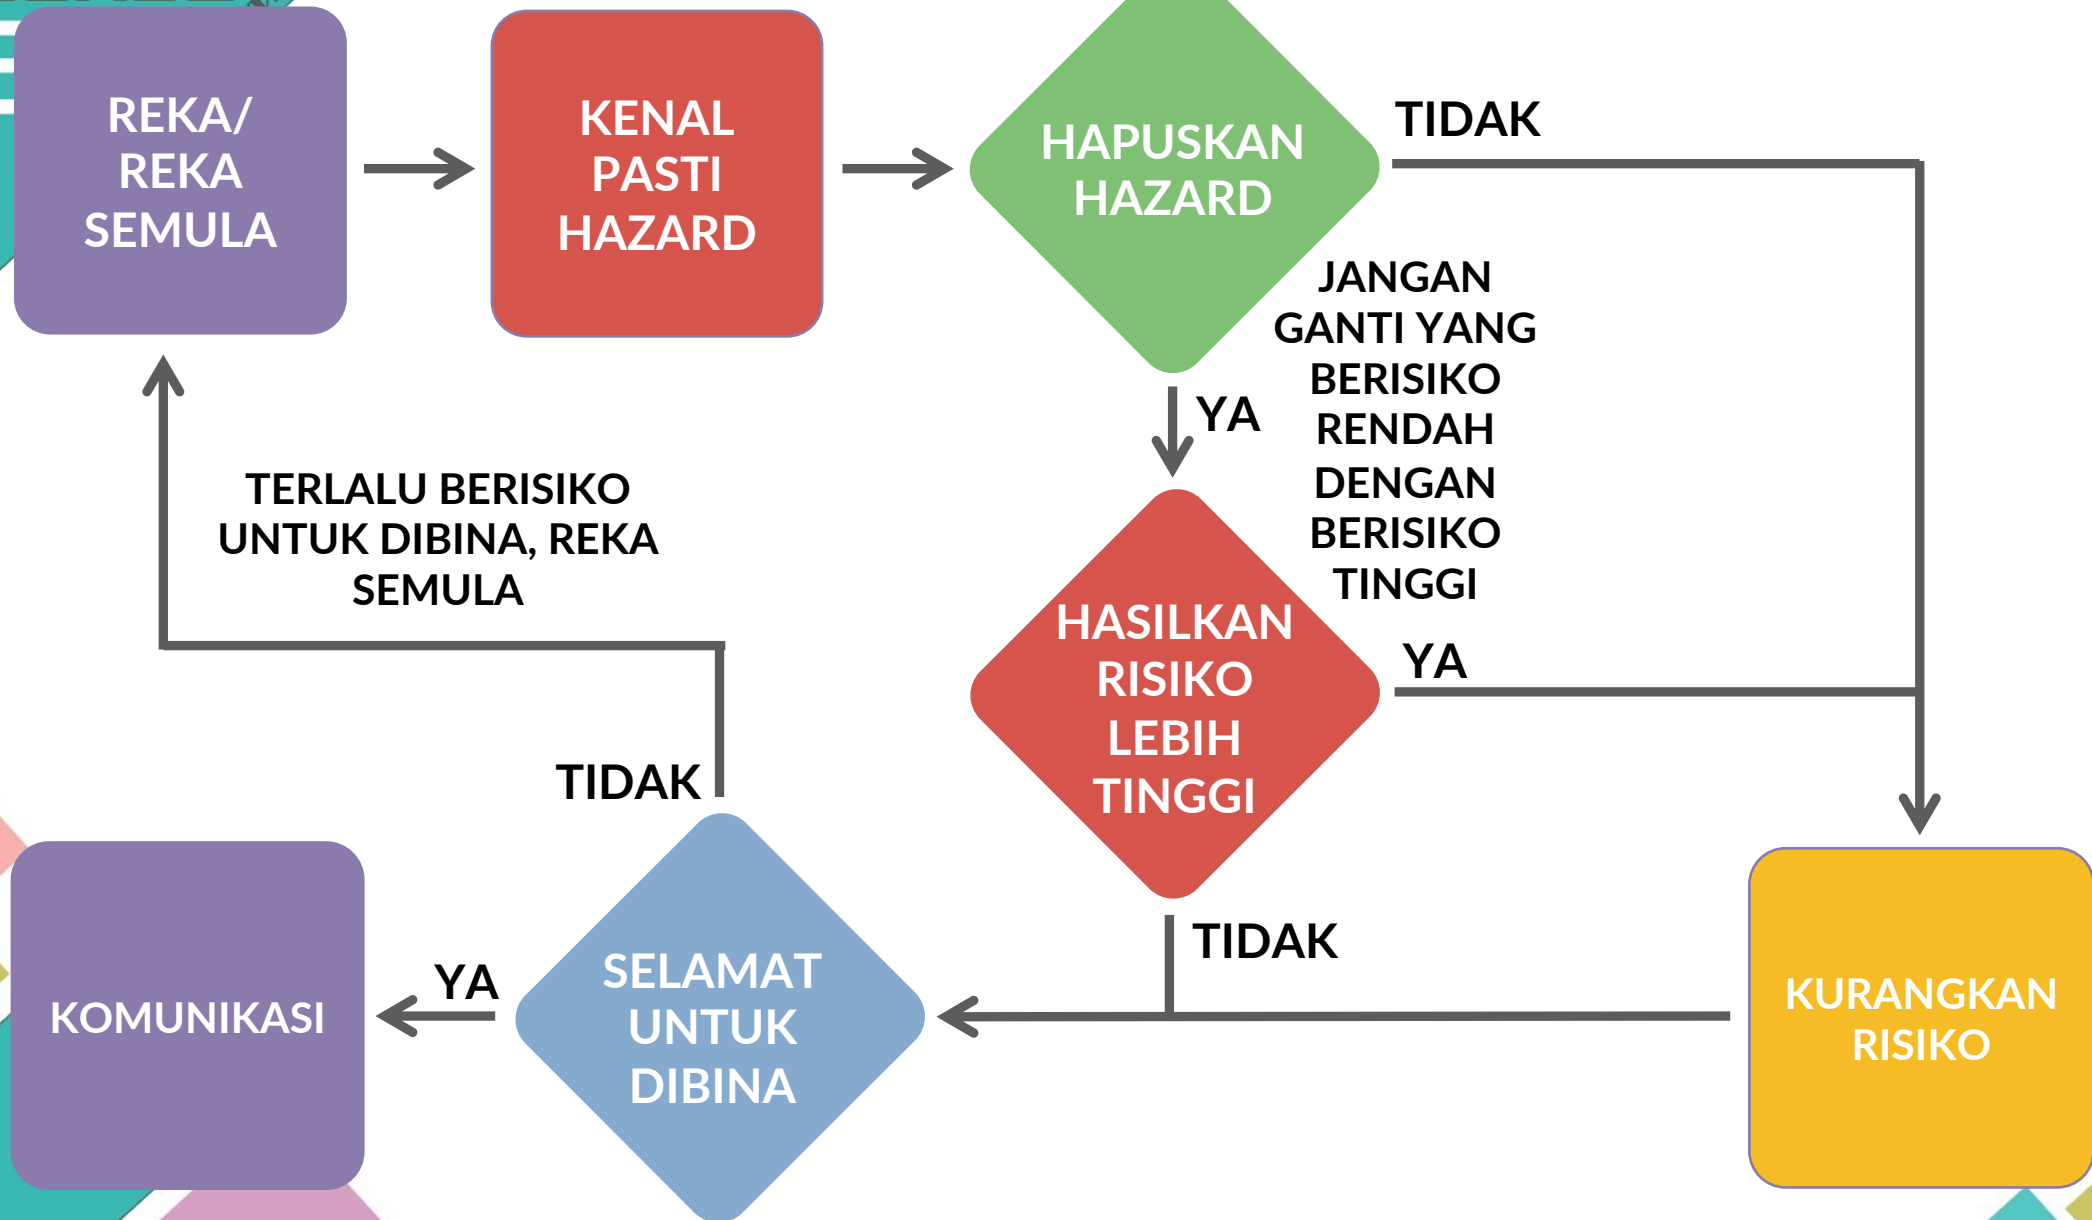 REKA/
REKA
SEMULA
KENAL
PASTI
HAZARD
HAPUSKAN
HAZARD
TIDAK
JANGAN
GANTI YANG
BERISIKO
RENDAH
DENGAN
BERISIKO
TINGGI
YA
TERLALU BERISIKO
UNTUK DIBINA, REKA
SEMULA
HASILKAN
RISIKO
LEBIH
TINGGI
YA
TIDAK
TIDAK
KOMUNIKASI
YA
SELAMAT
UNTUK
DIBINA
KURANGKAN
RISIKO